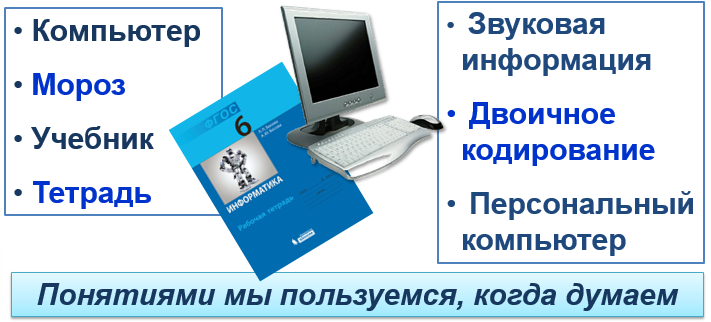 • Компьютер
• Мороз
• Учебник
• Тетрадь
ФГОС
6
ИНФОРМАТИКА
Рабочая тетрадь
• Звуковая
информация
• Двоичное
кодирование
• Персональный
компьютер
Понятиями мы пользуемся, когда думаем